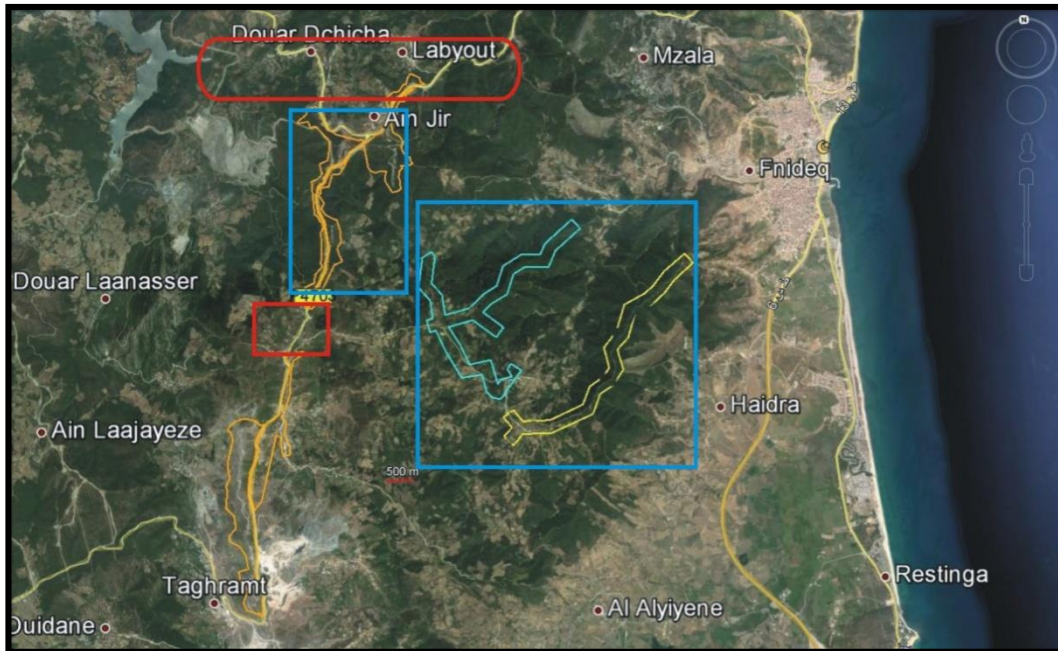 Douar Dchicha
Labyout
Mzala
Ain Jir
Fnideq
Douar Laanasser
Haidra
Ain Laajayeze
500 m
Restinga
Taghramt
Al Alyiyene
Ouidane
N